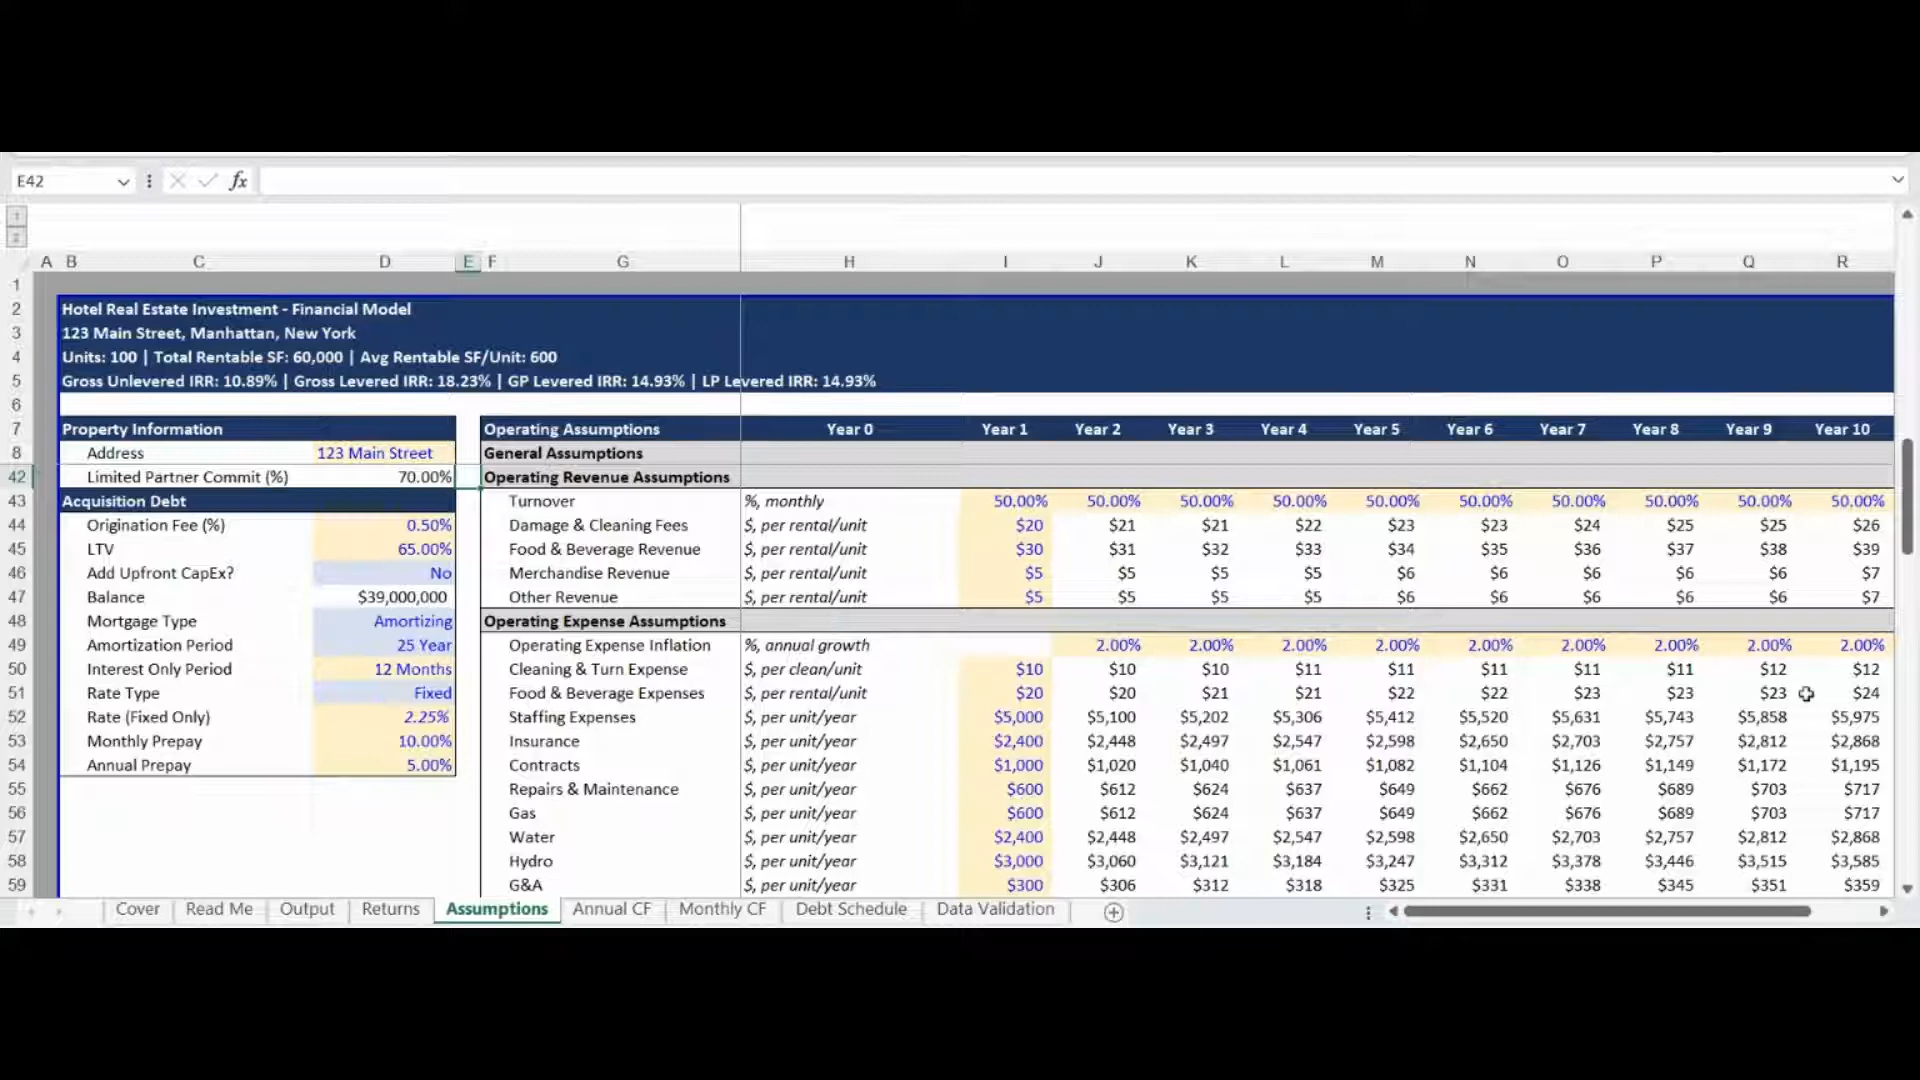 E42
fx
1
2
A B C D E F G H I J K L M N O P Q R
1
2 Hotel Real Estate Investment - Financial Model
3 123 Main Street, Manhattan, New York
4 Units: 100 | Total Rentable SF: 60,000 | Avg Rentable SF/Unit: 600
5 Gross Unlevered IRR: 10.89% | Gross Levered IRR: 18.23% | GP Levered IRR: 14.93% | LP Levered IRR: 14.93%
6
7 Property Information Operating Assumptions Year 0 Year 1 Year 2 Year 3 Year 4 Year 5 Year 6 Year 7 Year 8 Year 9 Year 10
8 Address 123 Main Street General Assumptions
42 Limited Partner Commit (%) 70.00% Operating Revenue Assumptions
43 Acquisition Debt Turnover %, monthly 50.00% 50.00% 50.00% 50.00% 50.00% 50.00% 50.00% 50.00% 50.00% 50.00%
44 Origination Fee (%) 0.50% Damage & Cleaning Fees $, per rental/unit $20 $21 $21 $22 $23 $23 $24 $25 $25 $26
45 LTV 65.00% Food & Beverage Revenue $, per rental/unit $30 $31 $32 $33 $34 $35 $36 $37 $38 $39
46 Add Upfront CapEx? No Merchandise Revenue $, per rental/unit $5 $5 $5 $5 $6 $6 $6 $6 $6 $7
47 Balance $39,000,000 Other Revenue $, per rental/unit $5 $5 $5 $5 $6 $6 $6 $6 $6 $7
48 Mortgage Type Amortizing Operating Expense Assumptions
49 Amortization Period 25 Year Operating Expense Inflation %, annual growth 2.00% 2.00% 2.00% 2.00% 2.00% 2.00% 2.00% 2.00% 2.00%
50 Interest Only Period 12 Months Cleaning & Turn Expense $, per clean/unit $10 $10 $10 $11 $11 $11 $11 $11 $12 $12
51 Rate Type Fixed Food & Beverage Expenses $, per rental/unit $20 $20 $21 $21 $22 $22 $23 $23 $23 $24
52 Rate (Fixed Only) 2.25% Staffing Expenses $, per unit/year $5,000 $5,100 $5,202 $5,306 $5,412 $5,520 $5,631 $5,743 $5,858 $5,975
53 Monthly Prepay 10.00% Insurance $, per unit/year $2,400 $2,448 $2,497 $2,547 $2,598 $2,650 $2,703 $2,757 $2,812 $2,868
54 Annual Prepay 5.00% Contracts $, per unit/year $1,000 $1,020 $1,040 $1,061 $1,082 $1,104 $1,126 $1,149 $1,172 $1,195
55 Repairs & Maintenance $, per unit/year $600 $612 $624 $637 $649 $662 $676 $689 $703 $717
56 Gas $, per unit/year $600 $612 $624 $637 $649 $662 $676 $689 $703 $717
57 Water $, per unit/year $2,400 $2,448 $2,497 $2,547 $2,598 $2,650 $2,703 $2,757 $2,812 $2,868
58 Hydro $, per unit/year $3,000 $3,060 $3,121 $3,184 $3,247 $3,312 $3,378 $3,446 $3,515 $3,585
59 G&A $, per unit/year $300 $306 $312 $318 $325 $331 $338 $345 $351 $359
Cover Read Me Output Returns Assumptions Annual CF Monthly CF Debt Schedule Data Validation